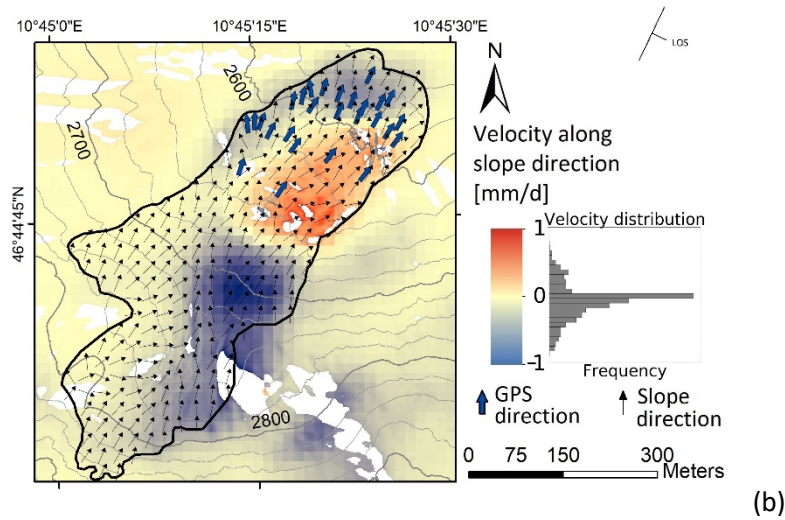 10°45'0"E 10°45'15"E 10°45'30"E
LOS
N
2600
2700
46°44'45"N
2800
Velocity along
slope direction
[mm/d]
Velocity distribution
1
0
−1
Frequency
GPS
direction
Slope
direction
0 75 150 300
Meters
(b)